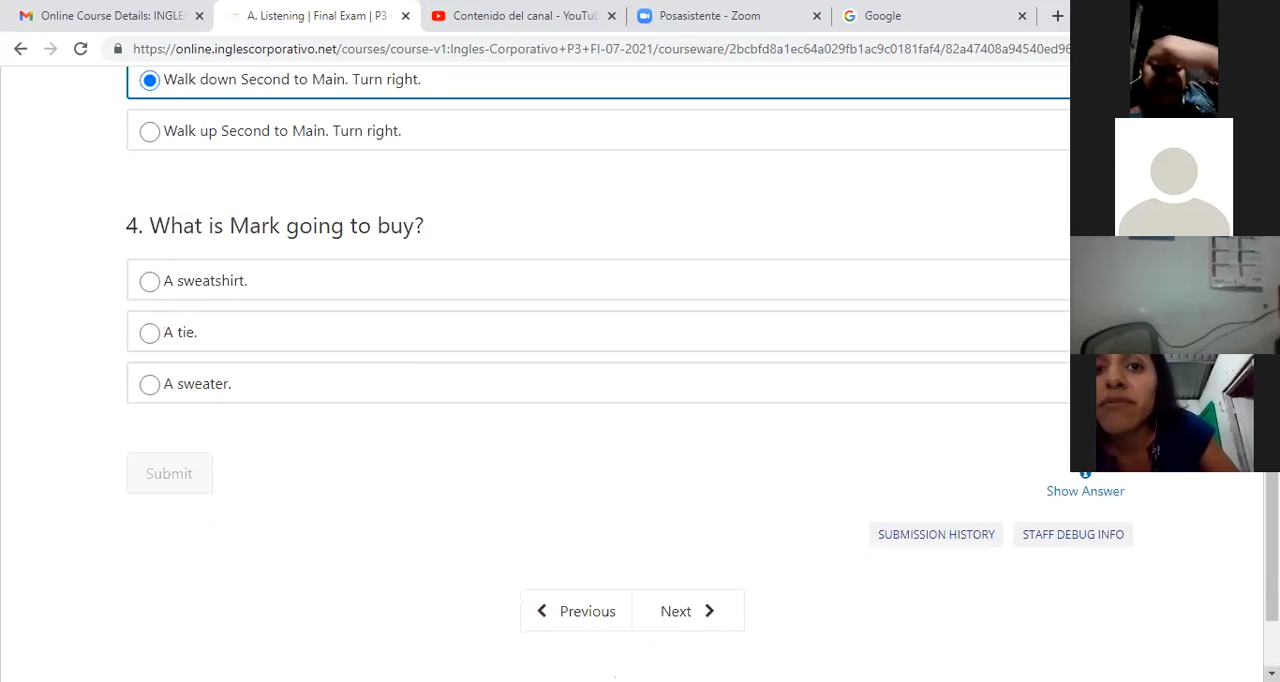 Online Course Details: INGLE
A. Listening | Final Exam | P3
Contenido del canal - YouTu
Posasistente - Zoom
Google
https://online.inglescorporativo.net/courses/course-v1:Ingles-Corporativo+P3+FI-07-2021/courseware/2bcbfd8a1ec64a029fb1ac9c0181faf4/82a47408a94540ed96
Walk down Second to Main. Turn right.
Walk up Second to Main. Turn right.
4. What is Mark going to buy?
A sweatshirt.
A tie.
A sweater.
Submit
Show Answer
SUBMISSION HISTORY
STAFF DEBUG INFO
Previous
Next